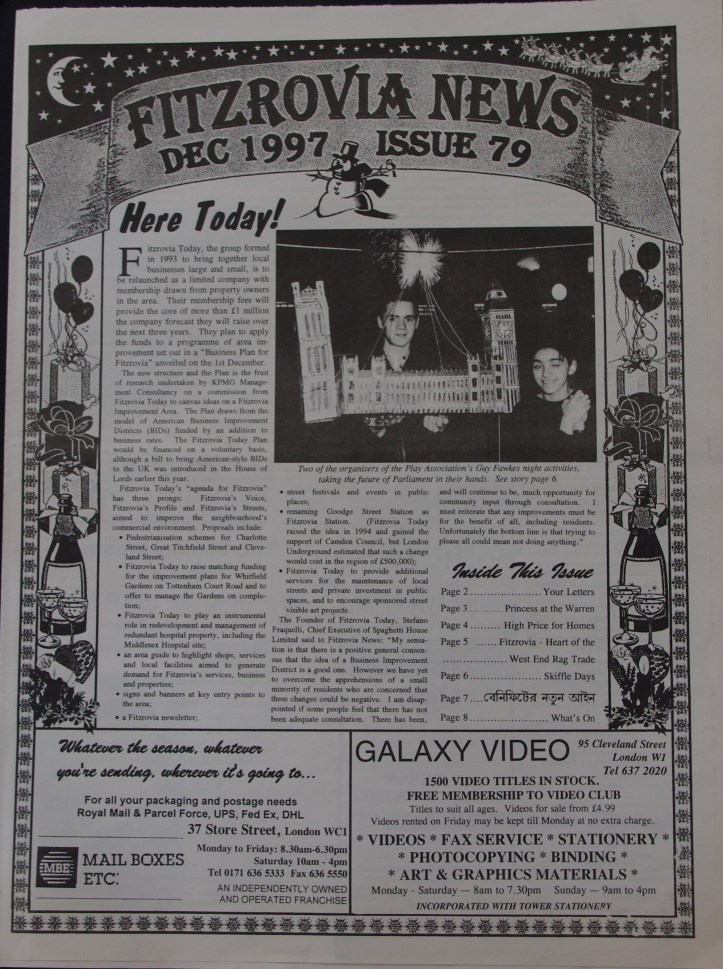 FITZROVIA NEWS
DEC 1997 ISSUE 79
Here Today!
Fitzrovia Today, the group formed
in 1993 to bring together local
businesses large and small, is to
be relaunched as a limited company with
membership drawn from property owners
in the area. Their membership fees will
provide the core of more than £1 million
the company forecast they will raise over
the next three years. They plan to apply
the funds to a programme of area im-
provement set out in a "Business Plan for
Fitzrovia" unveiled on the 1st December.
The new structure and the Plan is the fruit
of research undertaken by KPMG Manage-
ment Consultancy on a commission from
Fitzrovia Today to canvas ideas on a Fitzrovia
Improvement Area. The Plan draws from the
model of American Business Improvement
Districts (BIDs) funded by an addition to
business rates. The Fitzrovia Today Plan
would be financed on a voluntary basis,
although a bill to bring American-style BIDs
to the UK was introduced in the House of
Lords earlier this year.
Fitzrovia Today's "agenda for Fitzrovia"
has three prongs: Fitzrovia's Voice,
Fitzrovia's Profile and Fitzrovia's Streets,
aimed to improve the neighbourhood's
commercial environment. Proposals include:
• Pedestrianisation schemes for Charlotte
Street, Great Titchfield Street and Cleve-
land Street;
• Fitzrovia Today to raise matching funding
for the improvement plans for Whitfield
Gardens on Tottenham Court Road and to
offer to manage the Gardens on comple-
tion;
• Fitzrovia Today to play an instrumental
role in redevelopment and management of
redundant hospital property, including the
Middlesex Hospital site;
• an area guide to highlight shops, services
and local facilities aimed to generate
demand for Fitzrovia's services, business
and properties;
• signs and banners at key entry points to
the area;
• a Fitzrovia newsletter;
Two of the organisers of the Play Association's Guy Fawkes night activities,
taking the future of Parliament in their hands. See story page 6.
• street festivals and events in public
places;
• renaming Goodge Street Station as
Fitzrovia Station. (Fitzrovia Today
raised the idea in 1994 and gained the
support of Camden Council, but London
Underground estimated that such a change
would cost in the region of £500,000);
• Fitzrovia Today to provide additional
services for the maintenance of local
streets and private investment in public
spaces, and to encourage sponsored street
visible art projects.
The Founder of Fitzrovia Today, Stefano
Fraquelli, Chief Executive of Spaghetti House
Limited said to Fitzrovia News: "My sensa-
tion is that there is a positive general consen-
sus that the idea of a Business Improvement
District is a good one. However we have yet
to overcome the apprehensions of a small
minority of residents who are concerned that
these changes could be negative. I am disap-
pointed if some people feel that there has not
been adequate consultation. There has been,
and will continue to be, much opportunity for
community input through consultation. I
must reiterate that any improvements must be
for the benefit of all, including residents.
Unfortunately the bottom line is that trying to
please all could mean not doing anything."
Inside This Issue
Page 2 ........................ Your Letters
Page 3 ............ Princess at the Warren
Page 4 ............ High Price for Homes
Page 5 ...... Fitzrovia - Heart of the
........................ West End Rag Trade
Page 6 ........................ Skiffle Days
Page 7 .... বেনিফিটের নতুন আইন
Page 8 ........................ What's On
Whatever the season, whatever
you're sending, wherever it's going to...
For all your packaging and postage needs
Royal Mail & Parcel Force, UPS, Fed Ex, DHL
37 Store Street, London WC1
MBE
MAIL BOXES
ETC.
Monday to Friday: 8.30am-6.30pm
Saturday 10am - 4pm
Tel 0171 636 5333 Fax 636 5550
AN INDEPENDENTLY OWNED
AND OPERATED FRANCHISE
GALAXY VIDEO
95 Cleveland Street
London W1
Tel 637 2020
1500 VIDEO TITLES IN STOCK.
FREE MEMBERSHIP TO VIDEO CLUB
Titles to suit all ages. Videos for sale from £4.99
Videos rented on Friday may be kept till Monday at no extra charge.
* VIDEOS * FAX SERVICE * STATIONERY *
* PHOTOCOPYING * BINDING *
* ART & GRAPHICS MATERIALS *
Monday - Saturday — 8am to 7.30pm Sunday — 9am to 4pm
INCORPORATED WITH TOWER STATIONERY